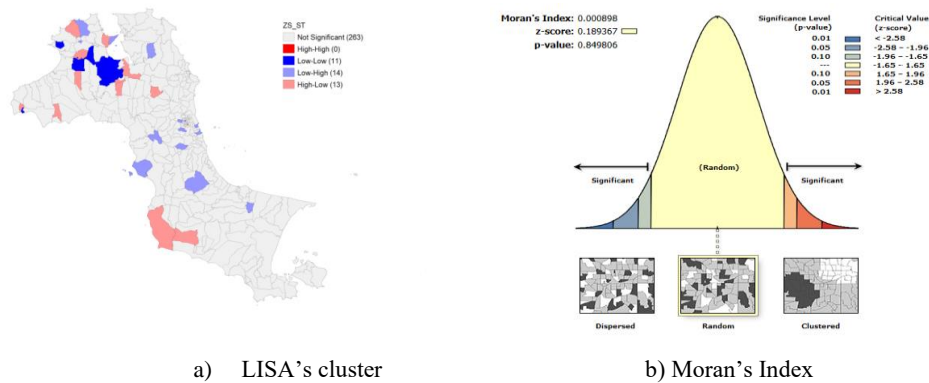 ZS_ST
Not Significant (263)
High-High (0)
Low-Low (11)
Low-High (14)
High-Low (13)
Moran's Index: 0.000898
z-score: 0.189367
p-value: 0.849806
Significance Level (p-value)
Critical Value (z-score)
0.01 < -2.58
0.05 -2.58 – -1.96
0.10 -1.96 – -1.65
--- -1.65 – 1.65
0.10 1.65 – 1.96
0.05 1.96 – 2.58
0.01 > 2.58
(Random)
Significant
Significant
Dispersed
Random
Clustered
a) LISA's cluster
b) Moran's Index